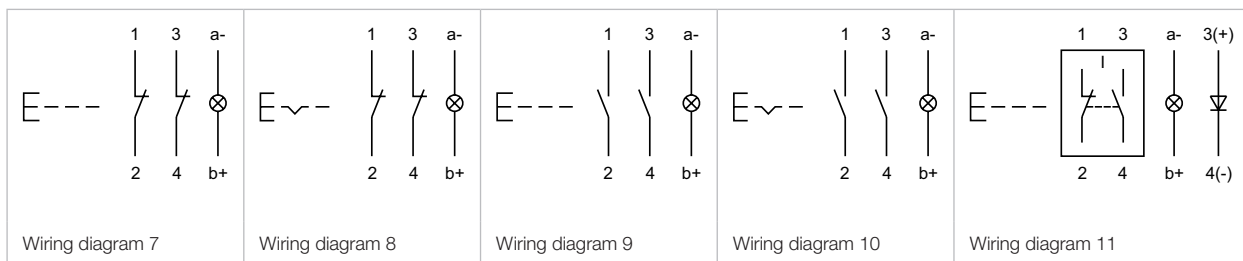 1 3 a-
2 4 b+
Wiring diagram 7
1 3 a-
2 4 b+
Wiring diagram 8
1 3 a-
2 4 b+
Wiring diagram 9
1 3 a-
2 4 b+
Wiring diagram 10
1 3 a- 3(+)
I
2 4 b+ 4(-)
Wiring diagram 11